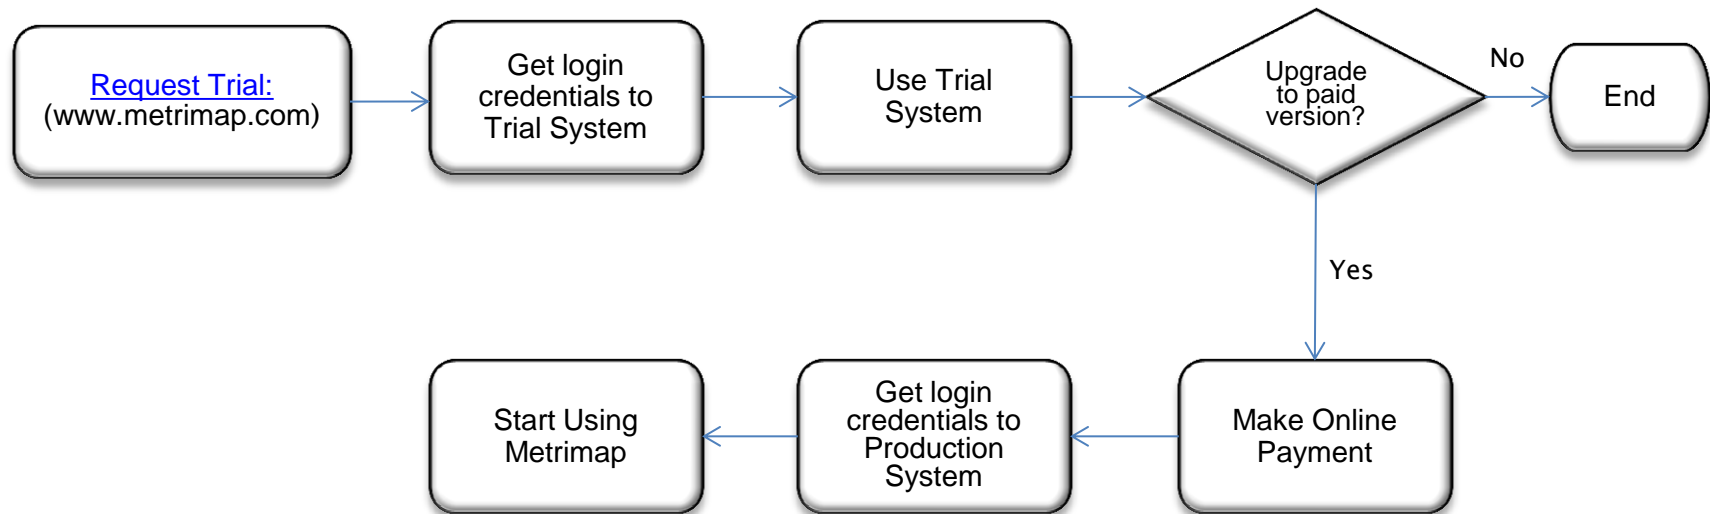 Request Trial:
(www.metrimap.com)
Get login
credentials to
Trial System
Use Trial
System
Upgrade
to paid
version?
No
End
Yes
Start Using
Metrimap
Get login
credentials to
Production
System
Make Online
Payment